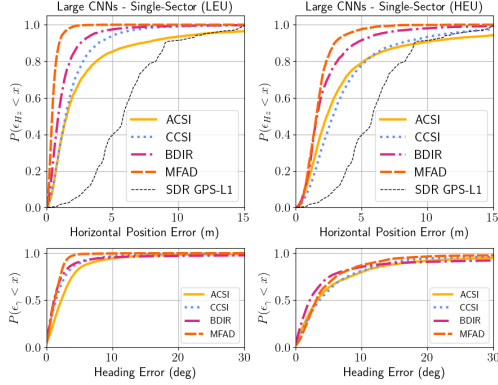 Large CNNs - Single-Sector (LEU)
P(ϵ_Hz < x)
1.0
0.8
0.6
0.4
0.2
0.0
ACSI
CCSI
BDIR
MFAD
SDR GPS-L1
0 5 10 15
Horizontal Position Error (m)
Large CNNs - Single-Sector (HEU)
P(ϵ_Hz < x)
1.0
0.8
0.6
0.4
0.2
0.0
ACSI
CCSI
BDIR
MFAD
SDR GPS-L1
0 5 10 15
Horizontal Position Error (m)
P(ϵ_γ < x)
1.0
0.5
0.0
ACSI
CCSI
BDIR
MFAD
0 10 20 30
Heading Error (deg)
P(ϵ_γ < x)
1.0
0.5
0.0
ACSI
CCSI
BDIR
MFAD
0 10 20 30
Heading Error (deg)